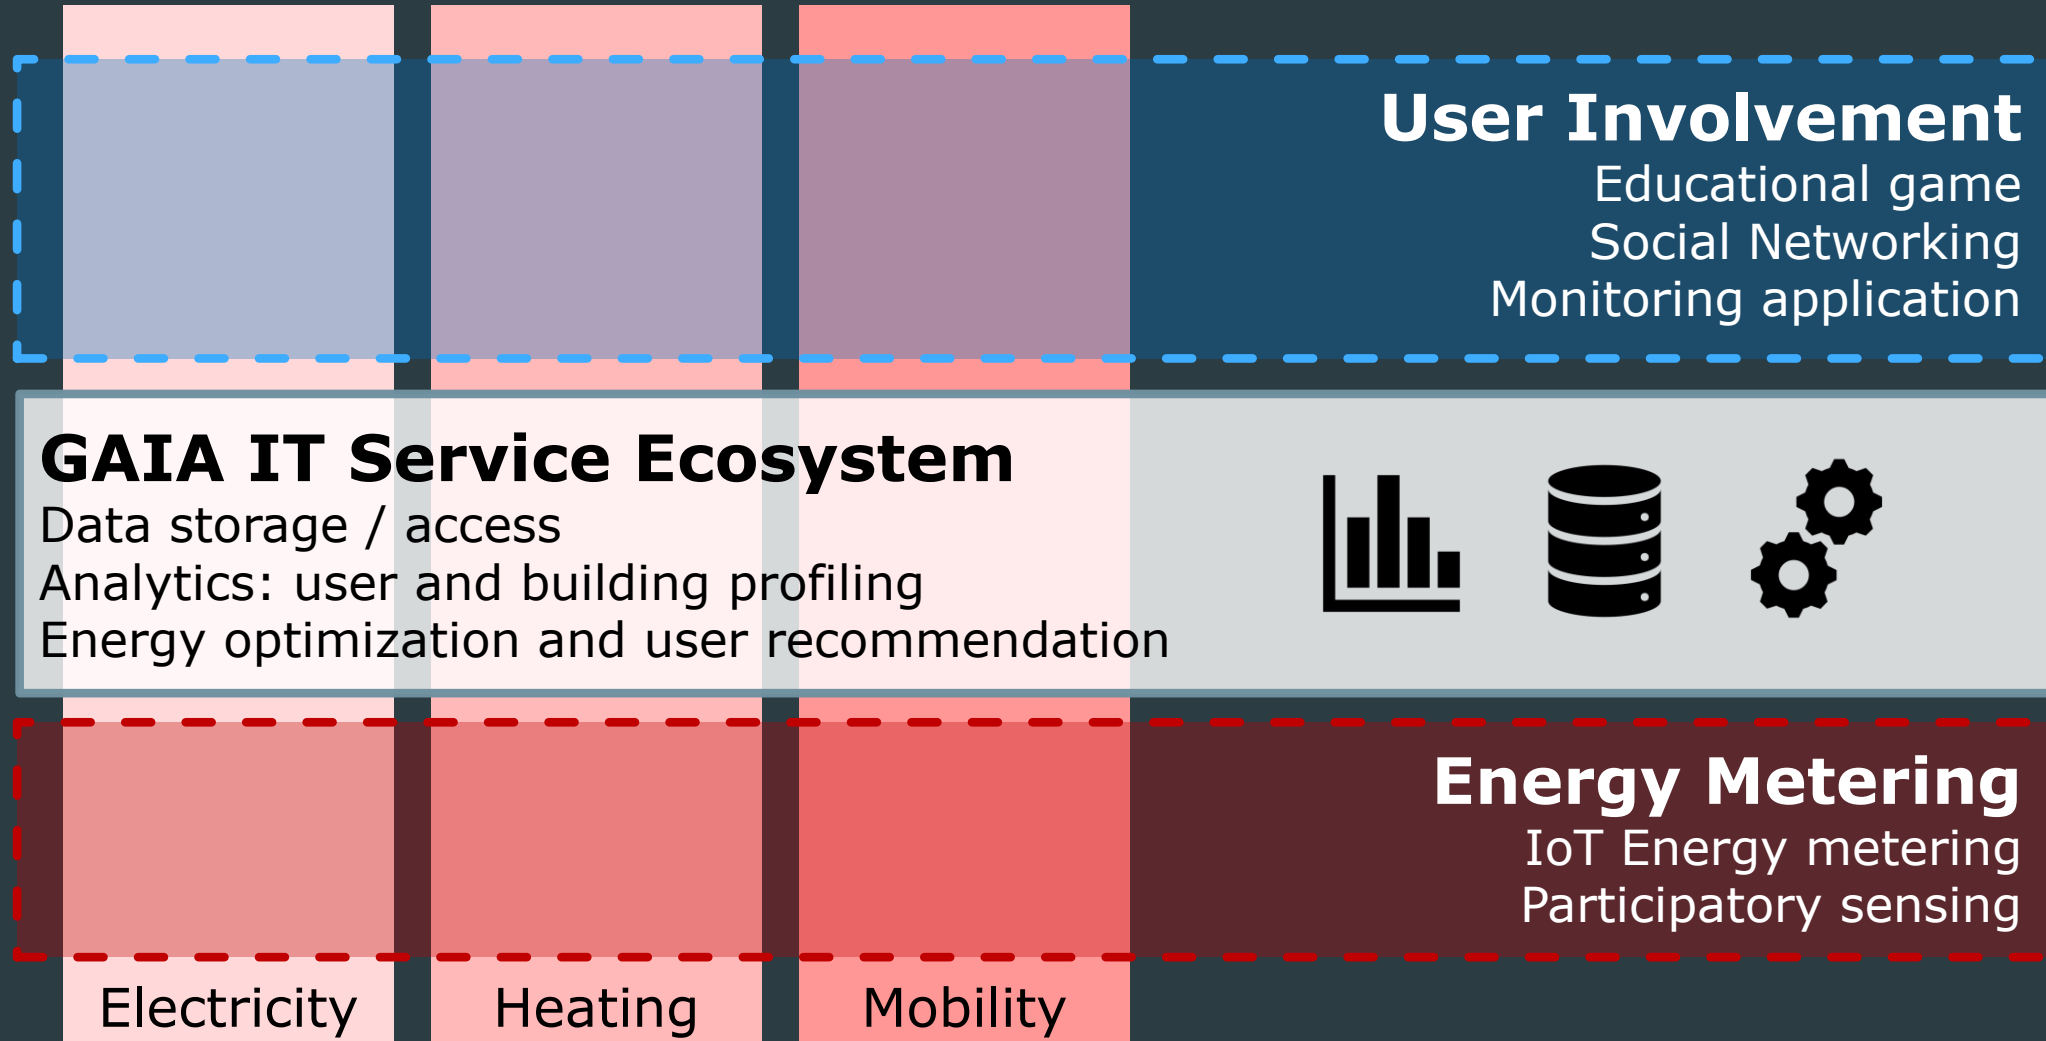 User Involvement
Educational game
Social Networking
Monitoring application
GAIA IT Service Ecosystem
Data storage / access
Analytics: user and building profiling
Energy optimization and user recommendation
Energy Metering
IoT Energy metering
Participatory sensing
Electricity
Heating
Mobility